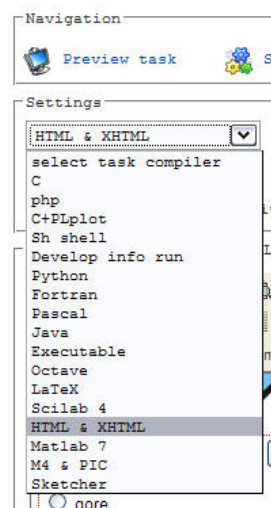 Navigation
Preview task
Settings
HTML & XHTML
select task compiler
C
php
C+PLplot
Sh shell
Develop info run
Python
Fortran
Pascal
Java
Executable
Octave
LaTeX
Scilab 4
HTML & XHTML
Matlab 7
M4 & PIC
Sketcher
gore